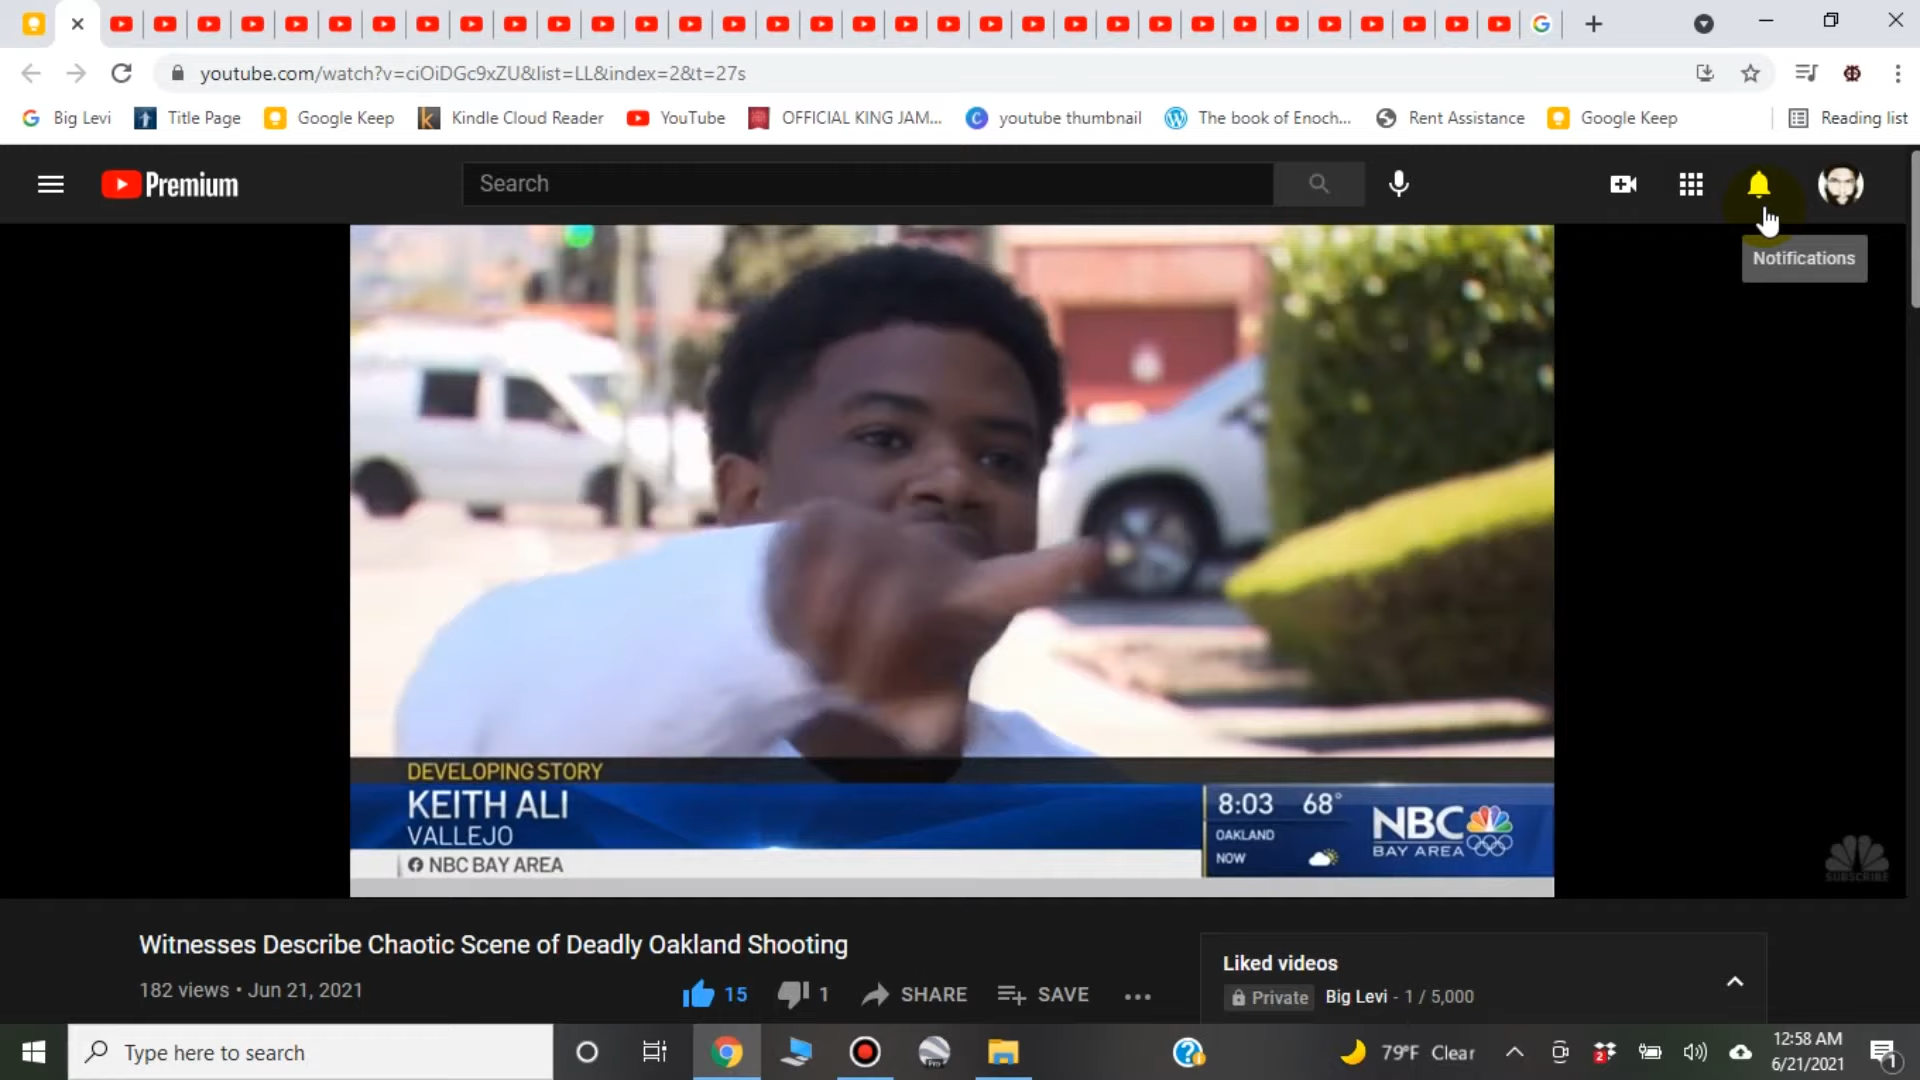 youtube.com/watch?v=ciOiDGc9xZU&list=LL&index=2&t=27s
Big Levi
Title Page
Google Keep
Kindle Cloud Reader
YouTube
OFFICIAL KING JAM...
youtube thumbnail
The book of Enoch...
Rent Assistance
Google Keep
Reading list
Premium
Search
Notifications
DEVELOPING STORY
KEITH ALI
VALLEJO
NBC BAY AREA
8:03 68°
OAKLAND
NOW
NBC
BAY AREA
SUBSCRIBE
Witnesses Describe Chaotic Scene of Deadly Oakland Shooting
182 views • Jun 21, 2021
15
1
SHARE
SAVE
Liked videos
Private Big Levi - 1 / 5,000
Type here to search
79°F Clear
2
12:58 AM
6/21/2021
1